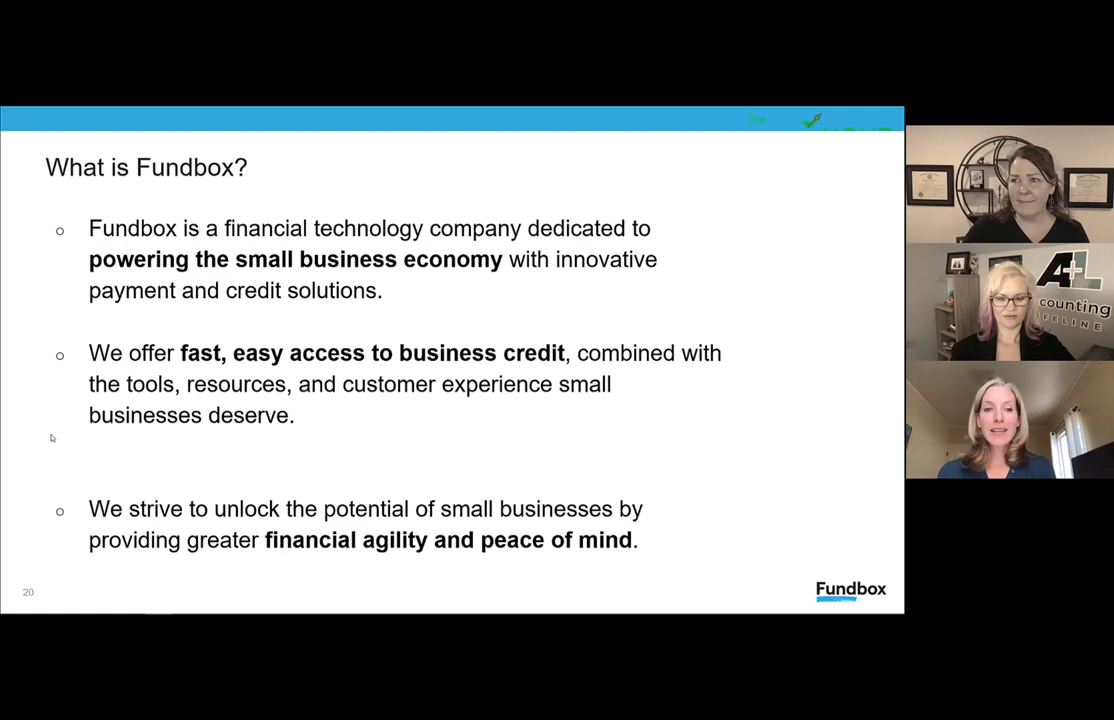 The
What is Fundbox?
Fundbox is a financial technology company dedicated to
powering the small business economy with innovative
payment and credit solutions.
We offer fast, easy access to business credit, combined with
the tools, resources, and customer experience small
businesses deserve.
We strive to unlock the potential of small businesses by
providing greater financial agility and peace of mind.
20
Fundbox
A+L
counting
FELINE